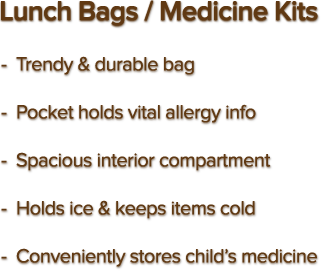 Lunch Bags / Medicine Kits
- Trendy & durable bag
- Pocket holds vital allergy info
- Spacious interior compartment
- Holds ice & keeps items cold
- Conveniently stores child's medicine